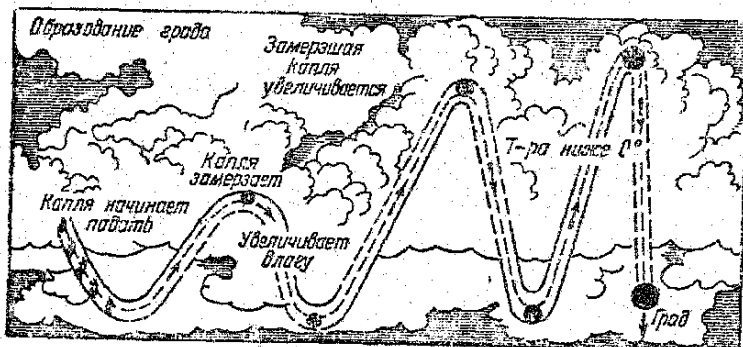 Образование града
Замерзшая
капля
увеличивается
Т-ра ниже 0°
Капля
замерзает
Капля начинает
падать
Увеличивает
влагу
Град